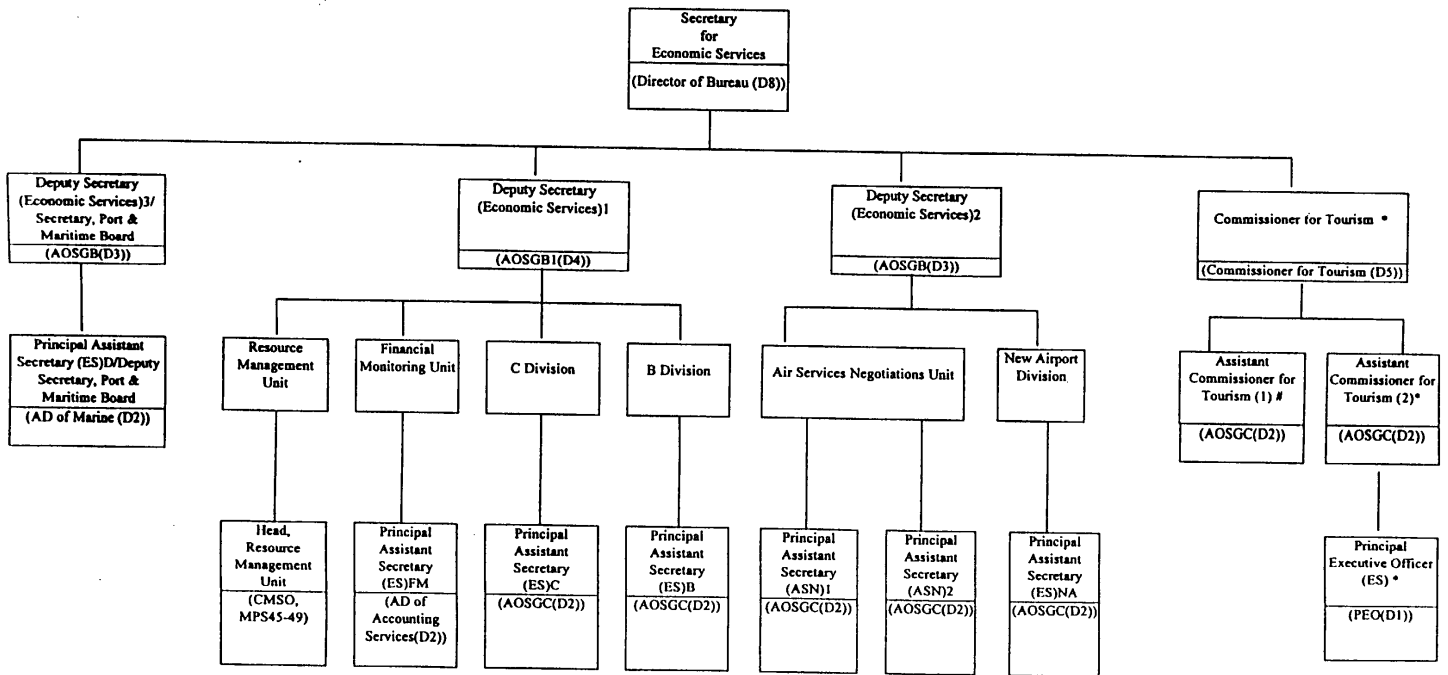 Secretary
for
Economic Services
(Director of Bureau (D8))
Deputy Secretary
(Economic Services)3/
Secretary, Port &
Maritime Board
(AOSGB(D3))
Deputy Secretary
(Economic Services)1
(AOSGB1(D4))
Deputy Secretary
(Economic Services)2
(AOSGB(D3))
Commissioner for Tourism *
(Commissioner for Tourism (D5))
Principal Assistant
Secretary (ES)D/Deputy
Secretary, Port &
Maritime Board
(AD of Marine (D2))
Resource
Management
Unit
Financial
Monitoring Unit
C Division
B Division
Air Services Negotiations Unit
New Airport
Division
Assistant
Commissioner for
Tourism (1) #
(AOSGC(D2))
Assistant
Commissioner for
Tourism (2)*
(AOSGC(D2))
Head,
Resource
Management
Unit
(CMSO,
MPS45-49)
Principal
Assistant
Secretary
(ES)FM
(AD of
Accounting
Services(D2))
Principal
Assistant
Secretary
(ES)C
(AOSGC(D2))
Principal
Assistant
Secretary
(ES)B
(AOSGC(D2))
Principal
Assistant
Secretary
(ASN)1
(AOSGC(D2))
Principal
Assistant
Secretary
(ASN)2
(AOSGC(D2))
Principal
Assistant
Secretary
(ES)NA
(AOSGC(D2))
Principal
Executive Officer
(ES) *
(PEO(D1))